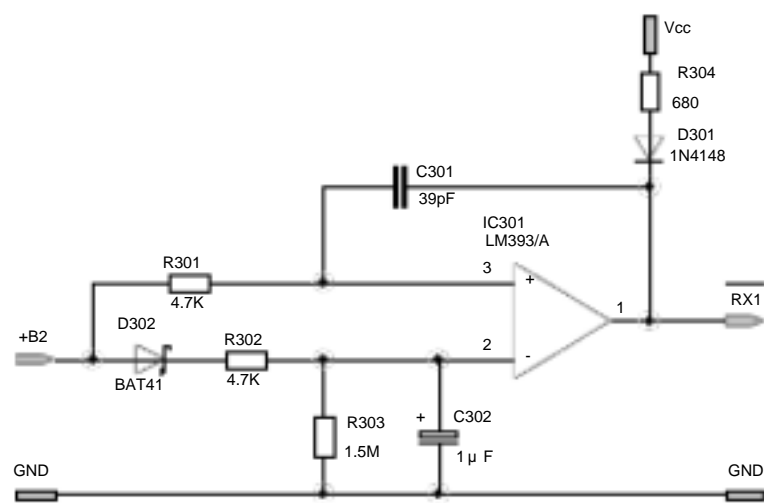 Vcc
R304
680
D301
1N4148
C301
39pF
IC301
LM393/A
R301
4.7K
3
+
1
RX1
+B2
D302
BAT41
R302
4.7K
2
-
R303
1.5M
+
C302
1µ F
GND
GND